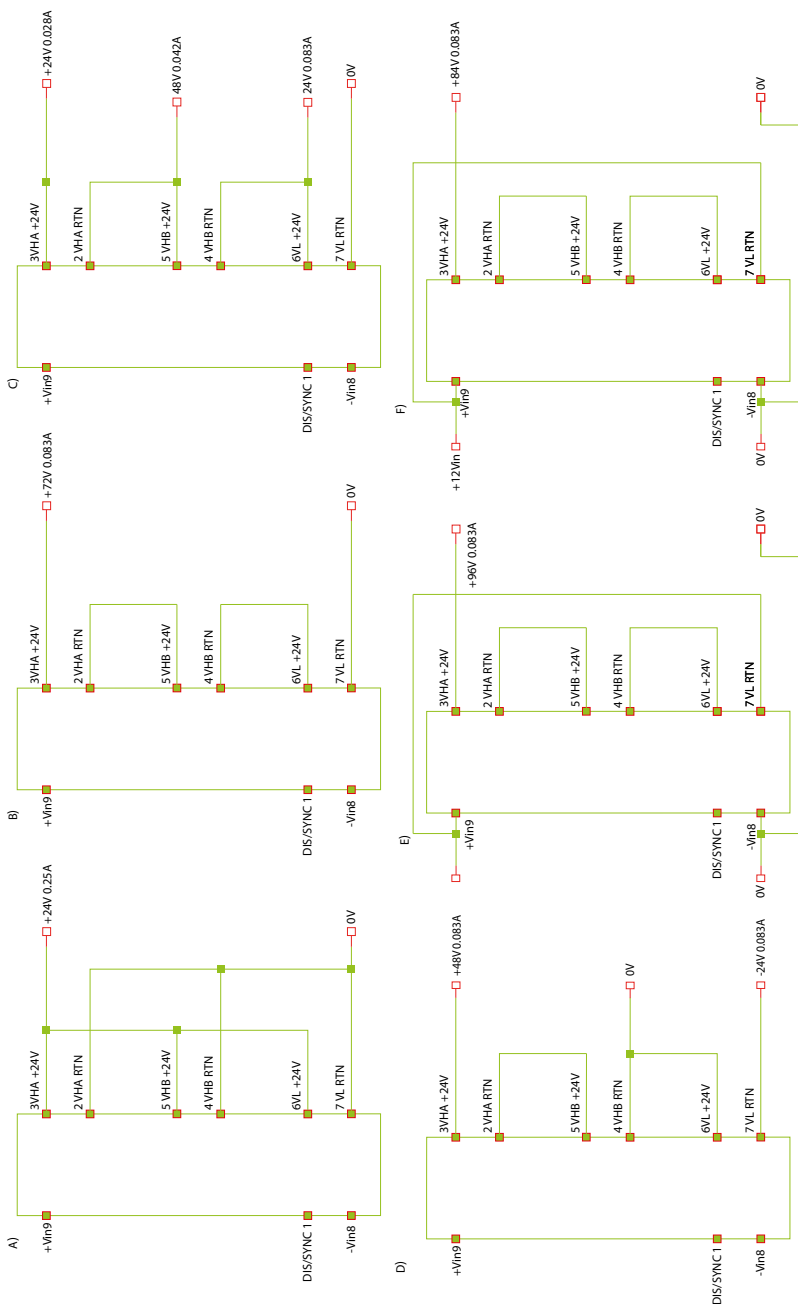 A)
+Vin9
DIS/SYNC 1
-Vin8
3VHA +24V
2 VHA RTN
5 VHB +24V
4 VHB RTN
6VL +24V
7 VL RTN
+24V 0.25A
0V
B)
+Vin9
DIS/SYNC 1
-Vin8
3VHA +24V
2 VHA RTN
5 VHB +24V
4 VHB RTN
6VL +24V
7 VL RTN
+72V 0.083A
0V
C)
+Vin9
DIS/SYNC 1
-Vin8
3VHA +24V
2 VHA RTN
5 VHB +24V
4 VHB RTN
6VL +24V
7 VL RTN
+24V 0.028A
48V 0.042A
24V 0.083A
0V
D)
+Vin9
DIS/SYNC 1
-Vin8
3VHA +24V
2 VHA RTN
5 VHB +24V
4 VHB RTN
6VL +24V
7 VL RTN
+48V 0.083A
0V
-24V 0.083A
E)
+Vin9
DIS/SYNC 1
-Vin8
0V
3VHA +24V
2 VHA RTN
5 VHB +24V
4 VHB RTN
6VL +24V
7 VL RTN
+96V 0.083A
0V
F)
+12Vin
+Vin9
DIS/SYNC 1
-Vin8
0V
3VHA +24V
2 VHA RTN
5 VHB +24V
4 VHB RTN
6VL +24V
7 VL RTN
+84V 0.083A
0V